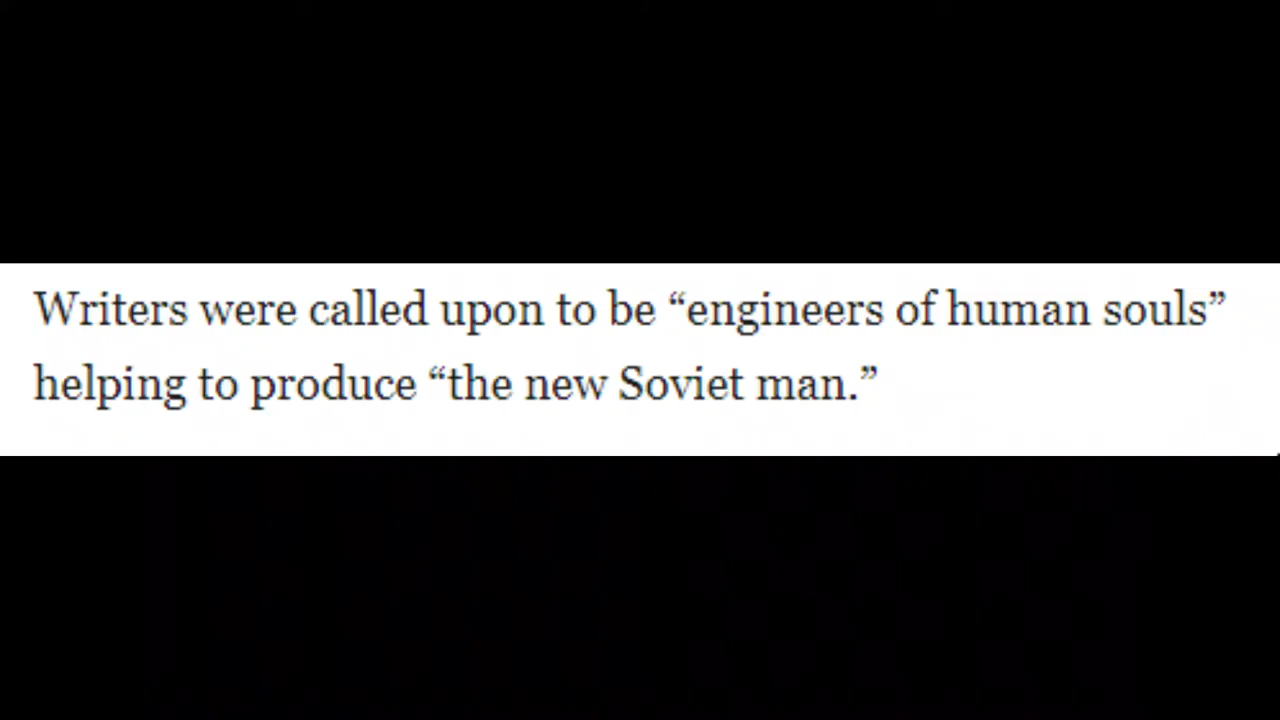 Writers were called upon to be “engineers of human souls”
helping to produce “the new Soviet man.”